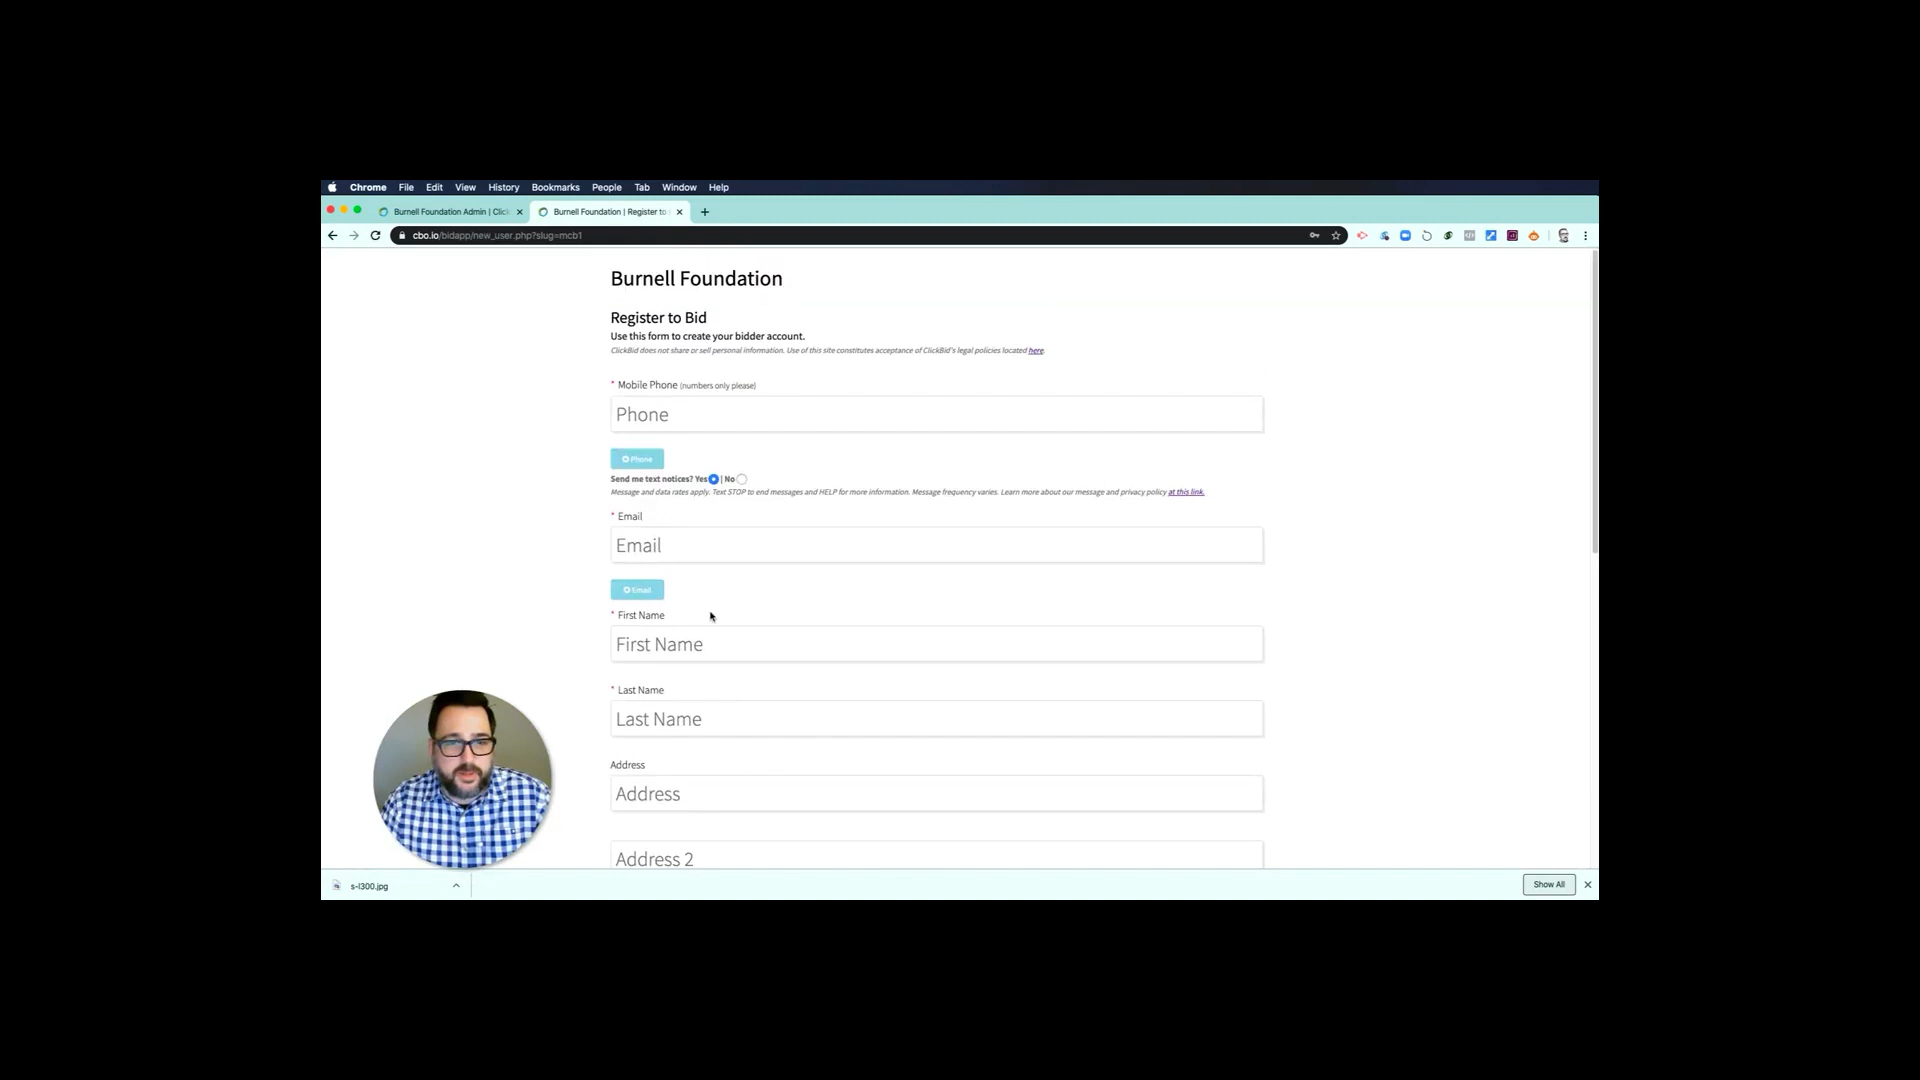 Chrome File Edit View History Bookmarks People Tab Window Help
Burnell Foundation Admin | Click
Burnell Foundation | Register to
cbo.io/bidapp/new_user.php?slug=mcb1
Burnell Foundation
Register to Bid
Use this form to create your bidder account.
ClickBid does not share or sell personal information. Use of this site constitutes acceptance of ClickBid's legal policies located here.
* Mobile Phone (numbers only please)
Phone
Phone
Send me text notices? Yes | No
Message and data rates apply. Text STOP to end messages and HELP for more information. Message frequency varies. Learn more about our message and privacy policy at this link.
* Email
Email
Email
* First Name
First Name
* Last Name
Last Name
Address
Address
Address 2
s-l300.jpg
Show All